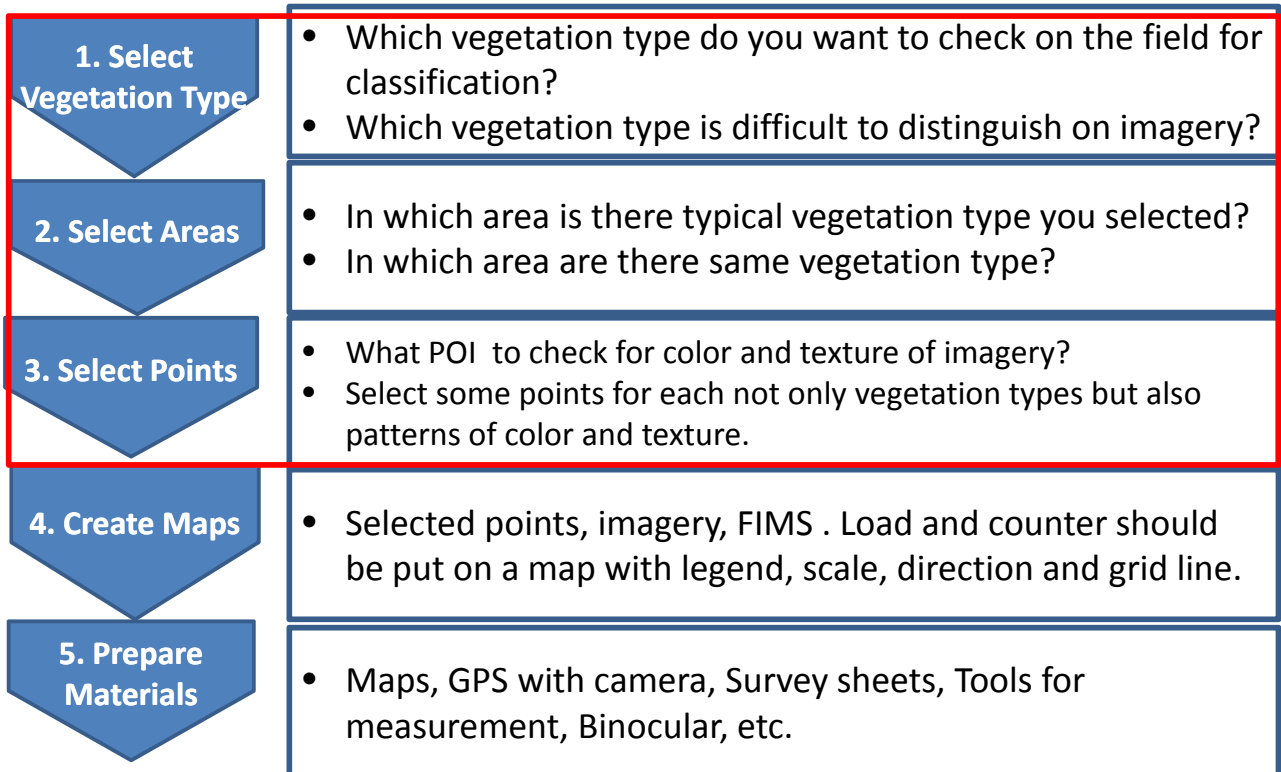 1. Select
Vegetation Type
• Which vegetation type do you want to check on the field for
classification?
• Which vegetation type is difficult to distinguish on imagery?
2. Select Areas
• In which area is there typical vegetation type you selected?
• In which area are there same vegetation type?
3. Select Points
• What POI to check for color and texture of imagery?
• Select some points for each not only vegetation types but also
patterns of color and texture.
4. Create Maps
• Selected points, imagery, FIMS . Load and counter should
be put on a map with legend, scale, direction and grid line.
5. Prepare
Materials
• Maps, GPS with camera, Survey sheets, Tools for
measurement, Binocular, etc.